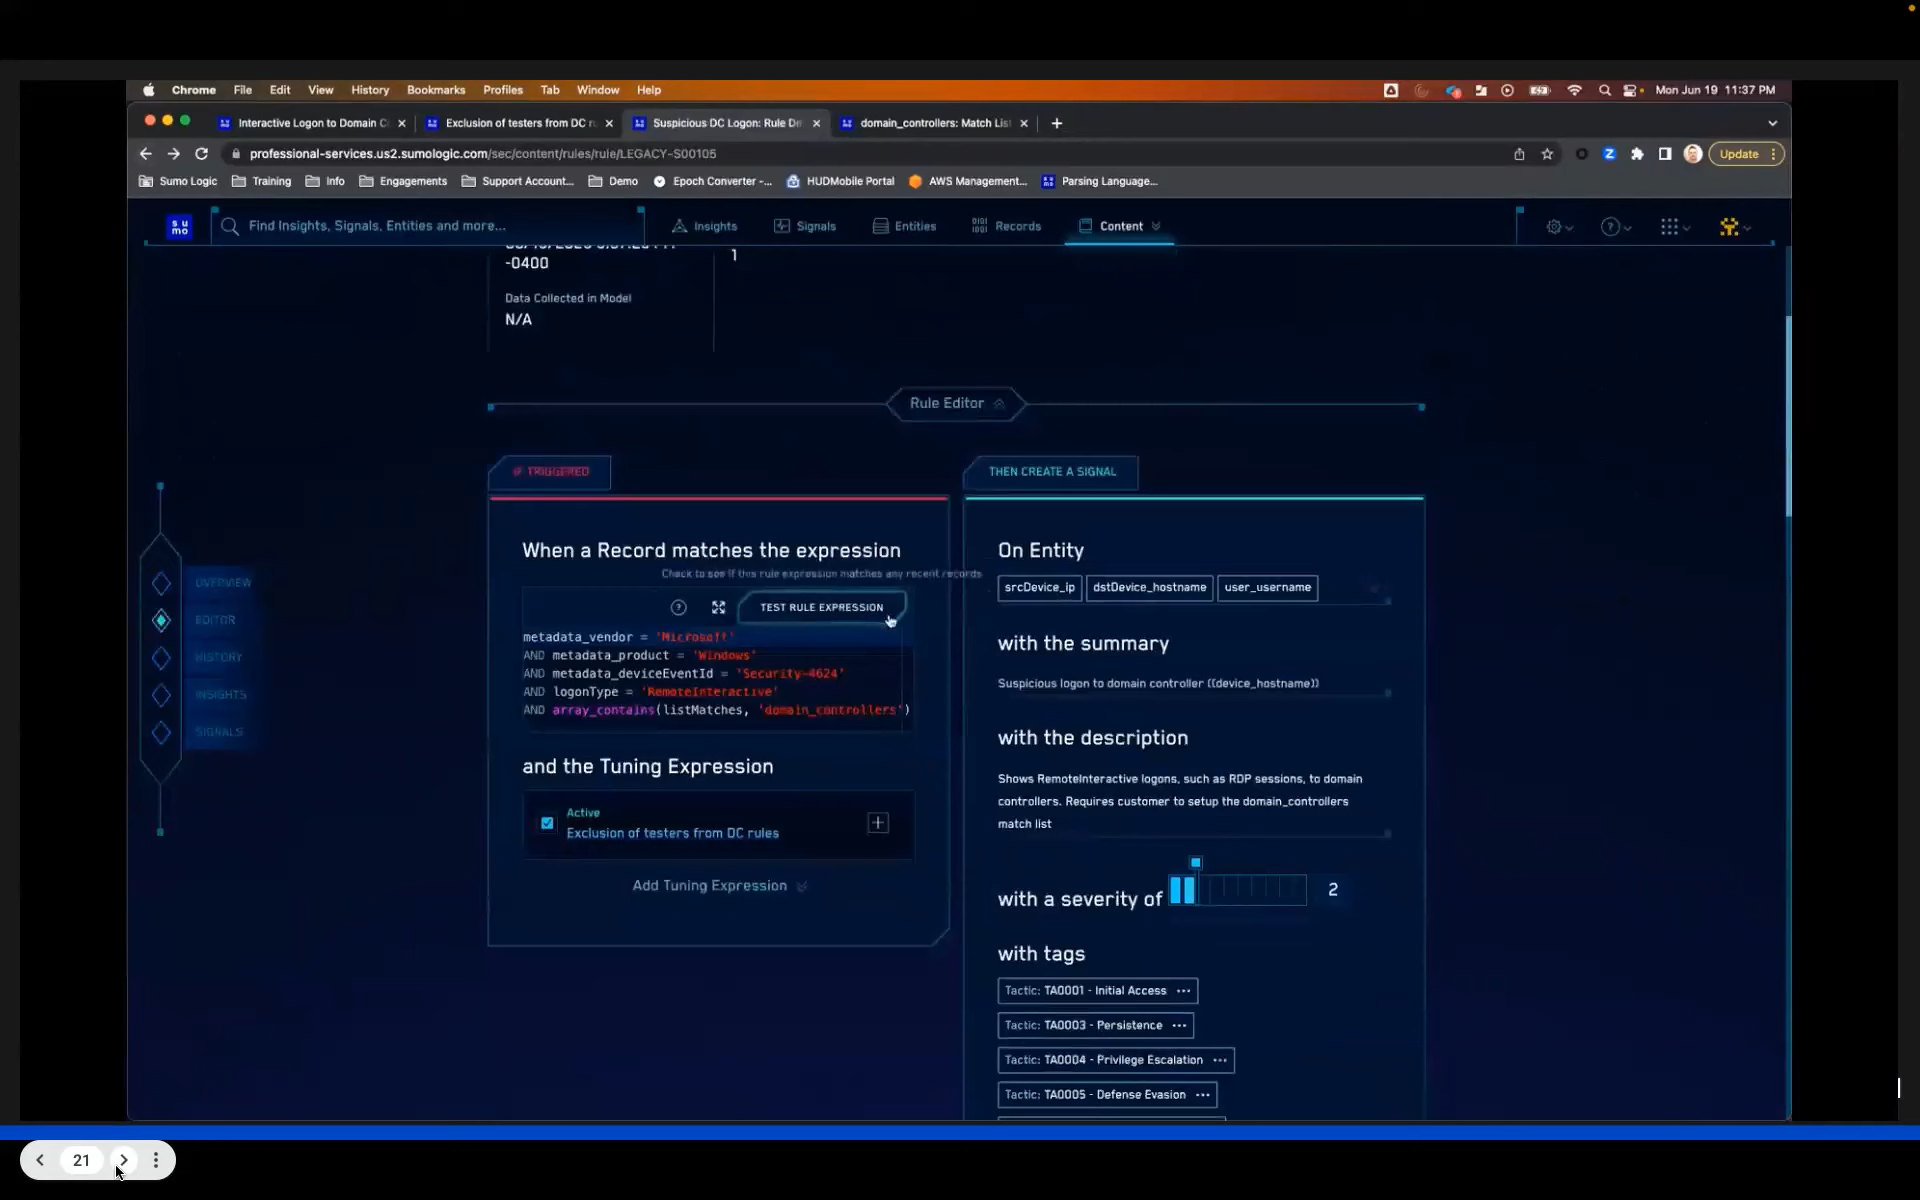 Chrome File Edit View History Bookmarks Profiles Tab Window Help Mon Jun 19 11:37 PM
Interactive Logon to Domain C
Exclusion of testers from DC r
Suspicious DC Logon: Rule De
domain_controllers: Match Lis
professional-services.us2.sumologic.com/sec/content/rules/rule/LEGACY-S00105
Update
Sumo Logic Training Info Engagements Support Account... Demo Epoch Converter -... HUDMobile Portal AWS Management... Parsing Language...
sumo
Find Insights, Signals, Entities and more...
Insights Signals Entities Records Content
-0400
1
Data Collected in Model
N/A
Rule Editor
OVERVIEW
EDITOR
HISTORY
INSIGHTS
SIGNALS
TRIGGERED
When a Record matches the expression
Check to see if this rule expression matches any recent records
TEST RULE EXPRESSION
metadata_vendor = 'Microsoft'
AND metadata_product = 'Windows'
AND metadata_deviceEventId = 'Security-4624'
AND logonType = 'RemoteInteractive'
AND array_contains(listMatches, 'domain_controllers')
and the Tuning Expression
Active
Exclusion of testers from DC rules
Add Tuning Expression
THEN CREATE A SIGNAL
On Entity
srcDevice_ip dstDevice_hostname user_username
with the summary
Suspicious logon to domain controller {{device_hostname}}
with the description
Shows RemoteInteractive logons, such as RDP sessions, to domain
controllers. Requires customer to setup the domain_controllers
match list
with a severity of 2
with tags
Tactic: TA0001 - Initial Access ...
Tactic: TA0003 - Persistence ...
Tactic: TA0004 - Privilege Escalation ...
Tactic: TA0005 - Defense Evasion ...
21